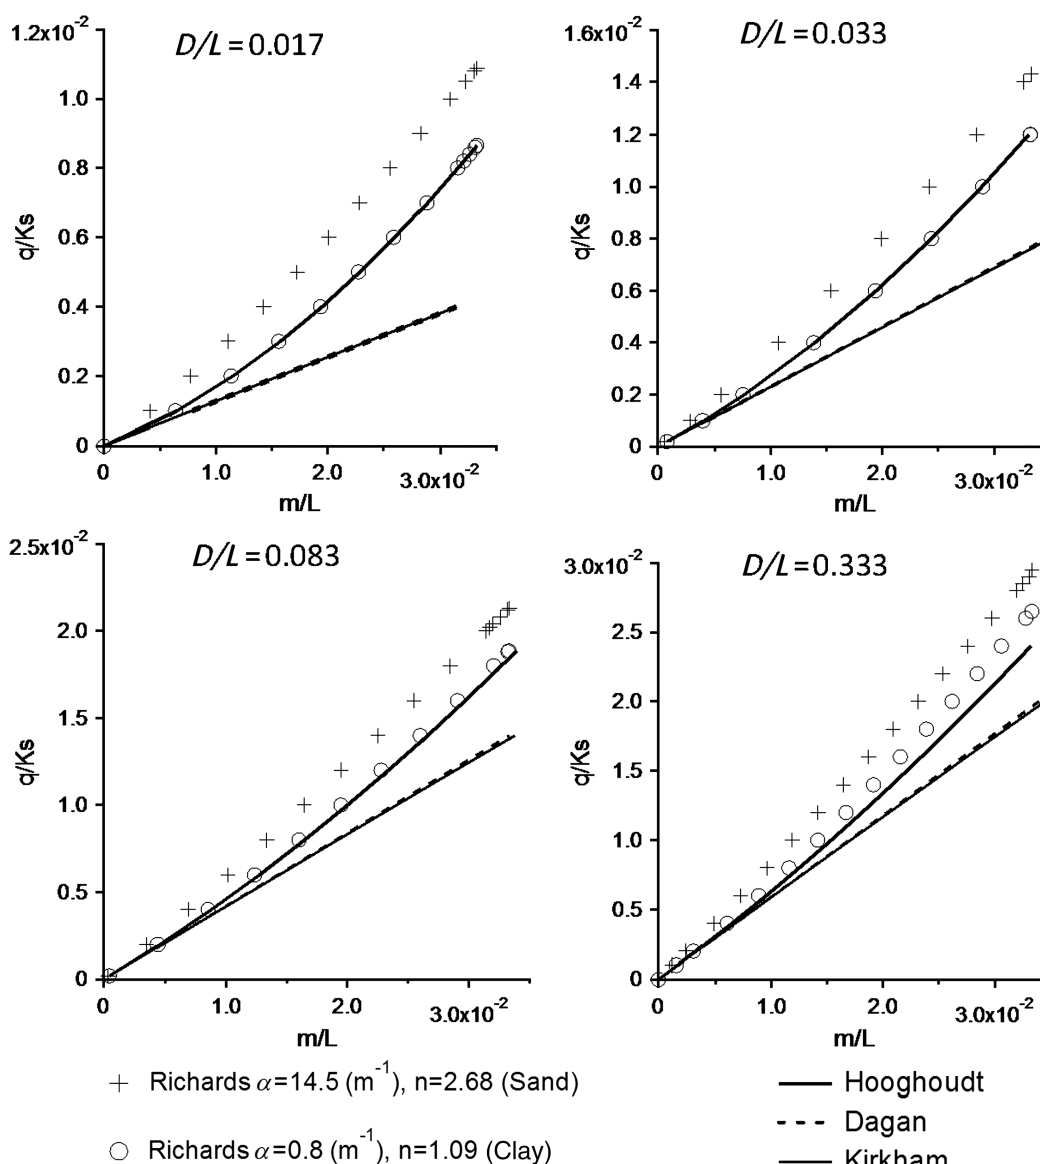 D/L=0.017
1.2x10-2
1.0
0.8
0.6
0.4
0.2
0
q/Ks
0
1.0
2.0
3.0x10-2
m/L
D/L=0.033
1.6x10-2
1.4
1.2
1.0
0.8
0.6
0.4
0.2
0
q/Ks
0
1.0
2.0
3.0x10-2
m/L
D/L=0.083
2.5x10-2
2.0
1.5
1.0
0.5
0
q/Ks
0
1.0
2.0
3.0x10-2
m/L
D/L=0.333
3.0x10-2
2.5
2.0
1.5
1.0
0.5
0
q/Ks
0
1.0
2.0
3.0x10-2
m/L
Richards α=14.5 (m-1), n=2.68 (Sand)
Richards α=0.8 (m-1), n=1.09 (Clay)
Hooghoudt
Dagan
Kirkham